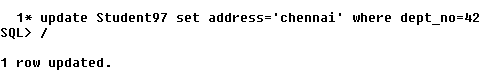 1* update Student97 set address='chennai' where dept_no=42
SQL> /
1 row updated.